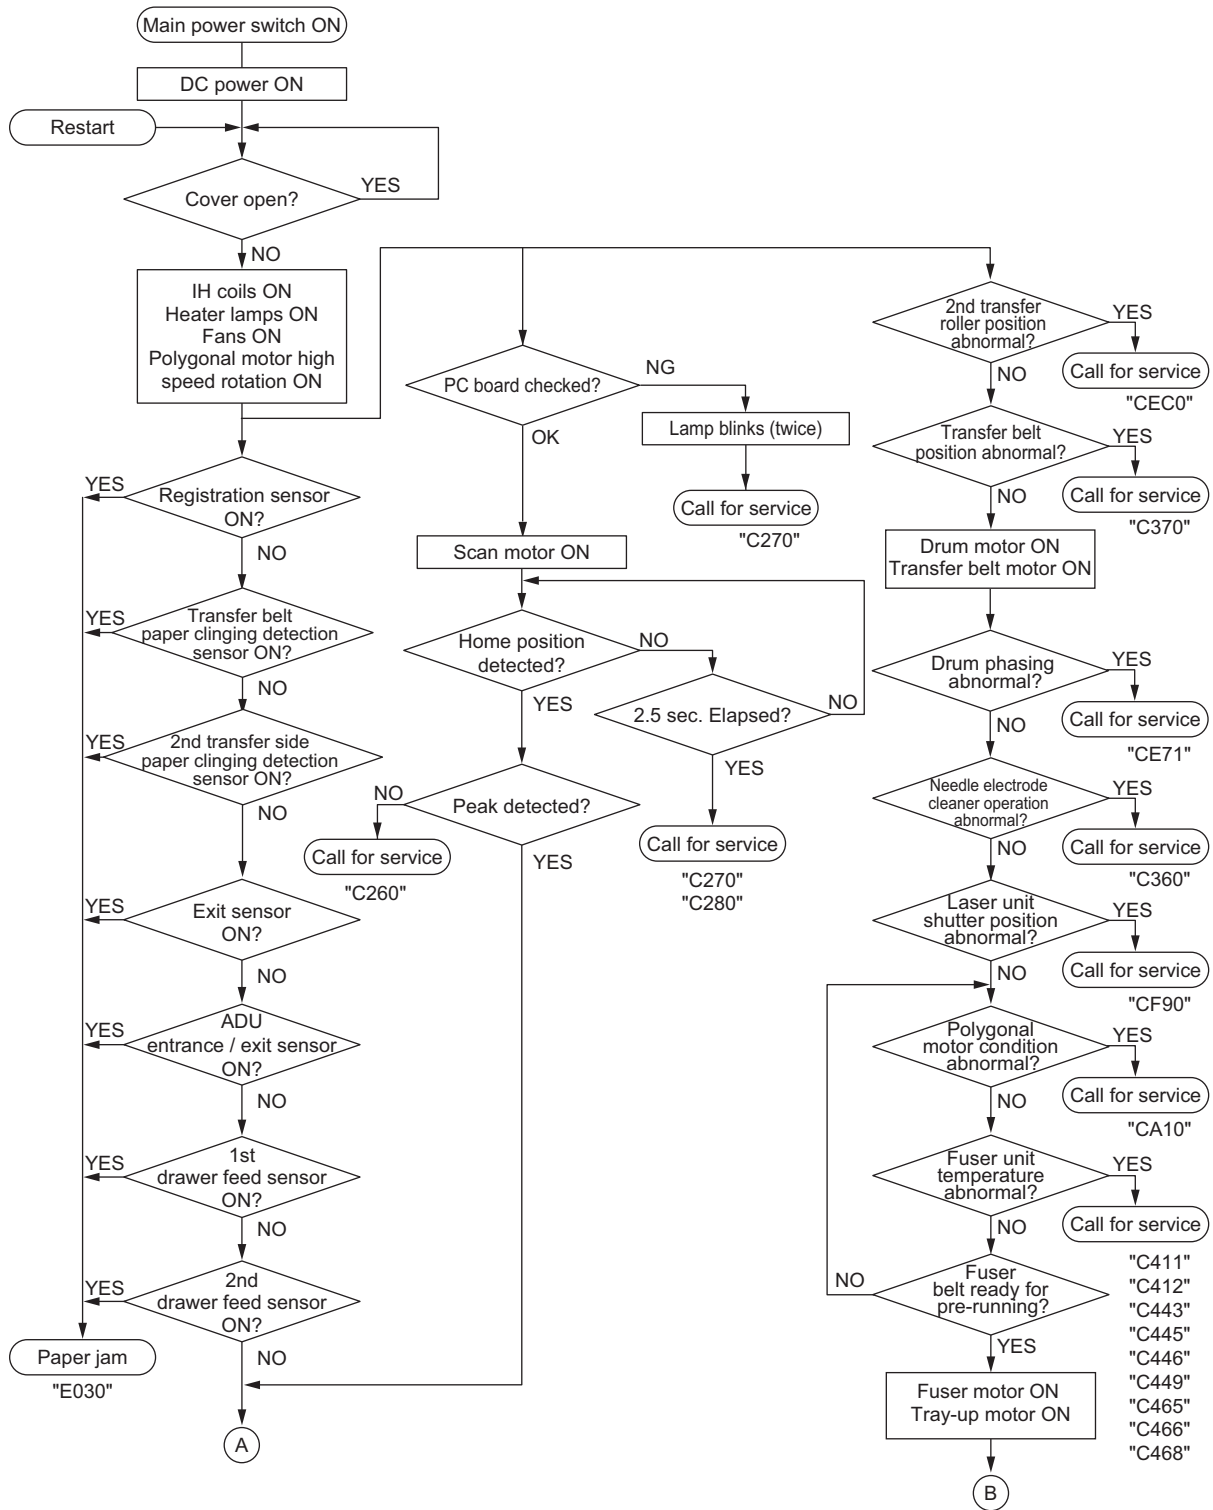 Main power switch ON
DC power ON
Restart
Cover open?
YES
NO
IH coils ON
Heater lamps ON
Fans ON
Polygonal motor high
speed rotation ON
YES
Registration sensor
ON?
NO
YES
Transfer belt
paper clinging detection
sensor ON?
NO
YES
2nd transfer side
paper clinging detection
sensor ON?
NO
YES
Exit sensor
ON?
NO
YES
ADU
entrance / exit sensor
ON?
NO
YES
1st
drawer feed sensor
ON?
NO
YES
2nd
drawer feed sensor
ON?
NO
Paper jam
"E030"
A
PC board checked?
NG
Lamp blinks (twice)
Call for service
"C270"
OK
Scan motor ON
Home position
detected?
NO
2.5 sec. Elapsed?
NO
YES
Call for service
"C270"
"C280"
YES
Peak detected?
NO
Call for service
"C260"
YES
2nd transfer
roller position
abnormal?
YES
Call for service
"CEC0"
NO
Transfer belt
position abnormal?
YES
Call for service
"C370"
NO
Drum motor ON
Transfer belt motor ON
Drum phasing
abnormal?
YES
Call for service
"CE71"
NO
Needle electrode
cleaner operation
abnormal?
YES
Call for service
"C360"
NO
Laser unit
shutter position
abnormal?
YES
Call for service
"CF90"
NO
Polygonal
motor condition
abnormal?
YES
Call for service
"CA10"
NO
Fuser unit
temperature
abnormal?
YES
Call for service
"C411"
"C412"
"C443"
"C445"
"C446"
"C449"
"C465"
"C466"
"C468"
NO
Fuser
belt ready for
pre-running?
NO
YES
Fuser motor ON
Tray-up motor ON
B